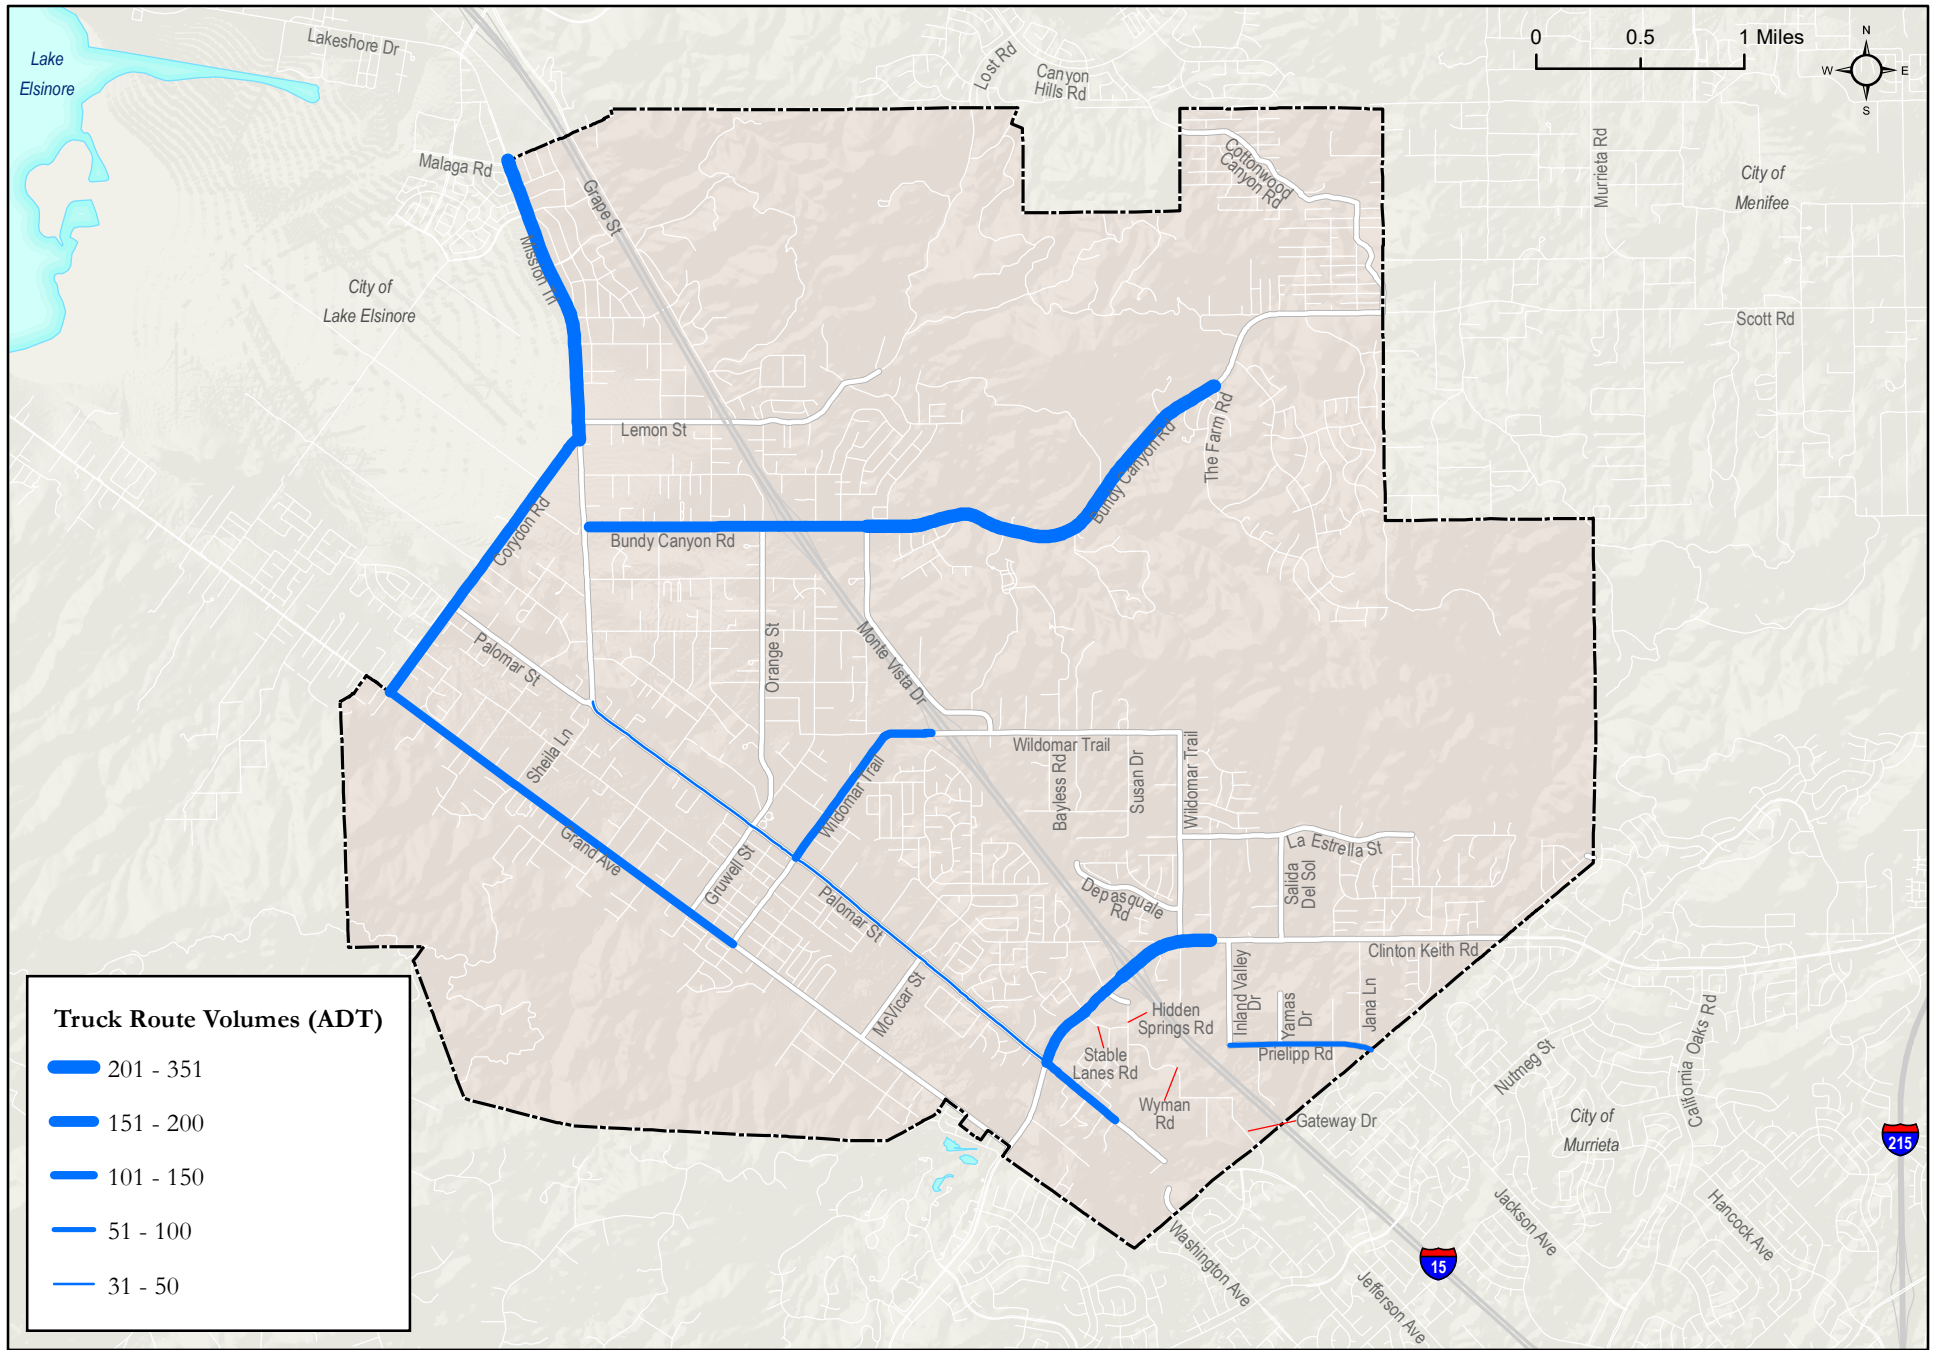 Lake
Elsinore
Lakeshore Dr
Lost Rd
Canyon
Hills Rd
0 0.5 1 Miles
N
W E
S
Malaga Rd
Grape St
Cottonwood
Canyon Rd
Murrieta Rd
City of
Menifee
Mission Trl
City of
Lake Elsinore
Scott Rd
Lemon St
The Farm Rd
Bundy Canyon Rd
Corydon Rd
Bundy Canyon Rd
Palomar St
Orange St
Monte Vista Dr
Sheila Ln
Wildomar Trail
Bayless Rd
Susan Dr
Wildomar Trail
Wildomar Trail
Grand Ave
Gruwell St
La Estrella St
Salida
Del Sol
Depasquale
Rd
Palomar St
Clinton Keith Rd
McVicar St
Inland Valley
Dr
Yamas
Dr
Jana Ln
Hidden
Springs Rd
Stable
Lanes Rd
Prielipp Rd
Nutmeg St
California Oaks Rd
Wyman
Rd
Gateway Dr
City of
Murrieta
215
Washington Ave
Jackson Ave
Hancock Ave
15
Jefferson Ave
Truck Route Volumes (ADT)
201 - 351
151 - 200
101 - 150
51 - 100
31 - 50